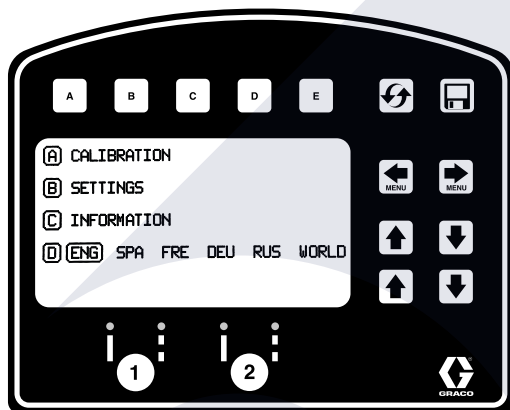 A B C D E
A CALIBRATION
B SETTINGS
C INFORMATION
D ENG SPA FRE DEU RUS WORLD
MENU MENU
1 2
G
GRACO